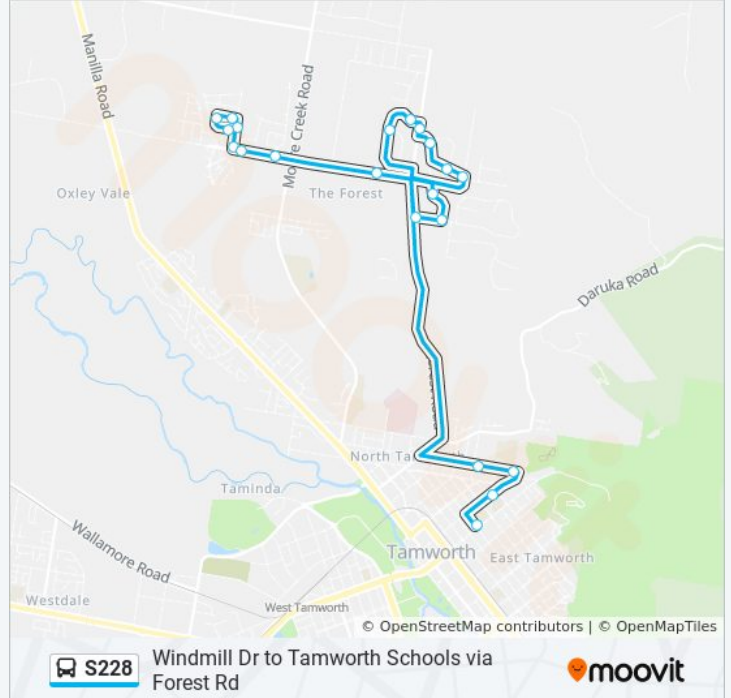 Manilla Road
Moore Creek Road
Oxley Vale
The Forest
Daruka Road
North Ta
Taminda
Wallamore Road
Tamworth
East Tamworth
Westdale
West Tamworth
© OpenStreetMap contributors | © OpenMapTiles
S228
Windmill Dr to Tamworth Schools via
Forest Rd
moovit